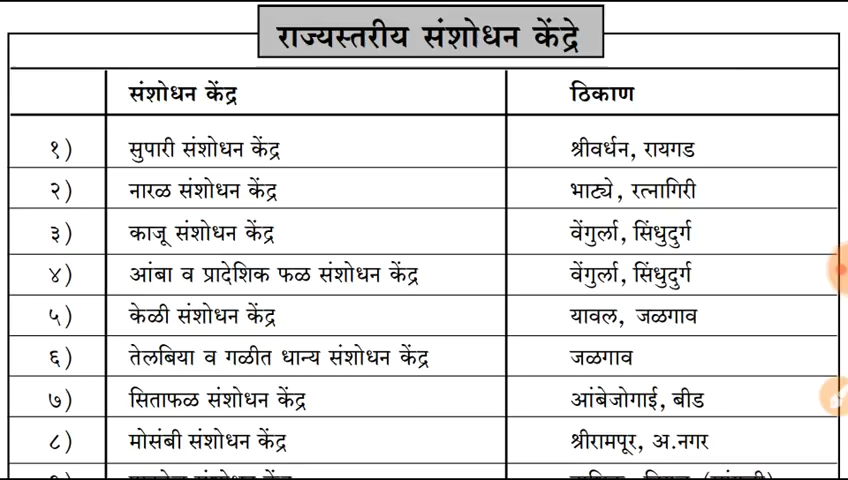 राज्यस्तरीय संशोधन केंद्रे
संशोधन केंद्र ठिकाण
१) सुपारी संशोधन केंद्र श्रीवर्धन, रायगड
२) नारळ संशोधन केंद्र भाट्ये, रत्नागिरी
३) काजू संशोधन केंद्र वेंगुर्ला, सिंधुदुर्ग
४) आंबा व प्रादेशिक फळ संशोधन केंद्र वेंगुर्ला, सिंधुदुर्ग
५) केळी संशोधन केंद्र यावल, जळगाव
६) तेलबिया व गळीत धान्य संशोधन केंद्र जळगाव
७) सिताफळ संशोधन केंद्र आंबेजोगाई, बीड
८) मोसंबी संशोधन केंद्र श्रीरामपूर, अ.नगर